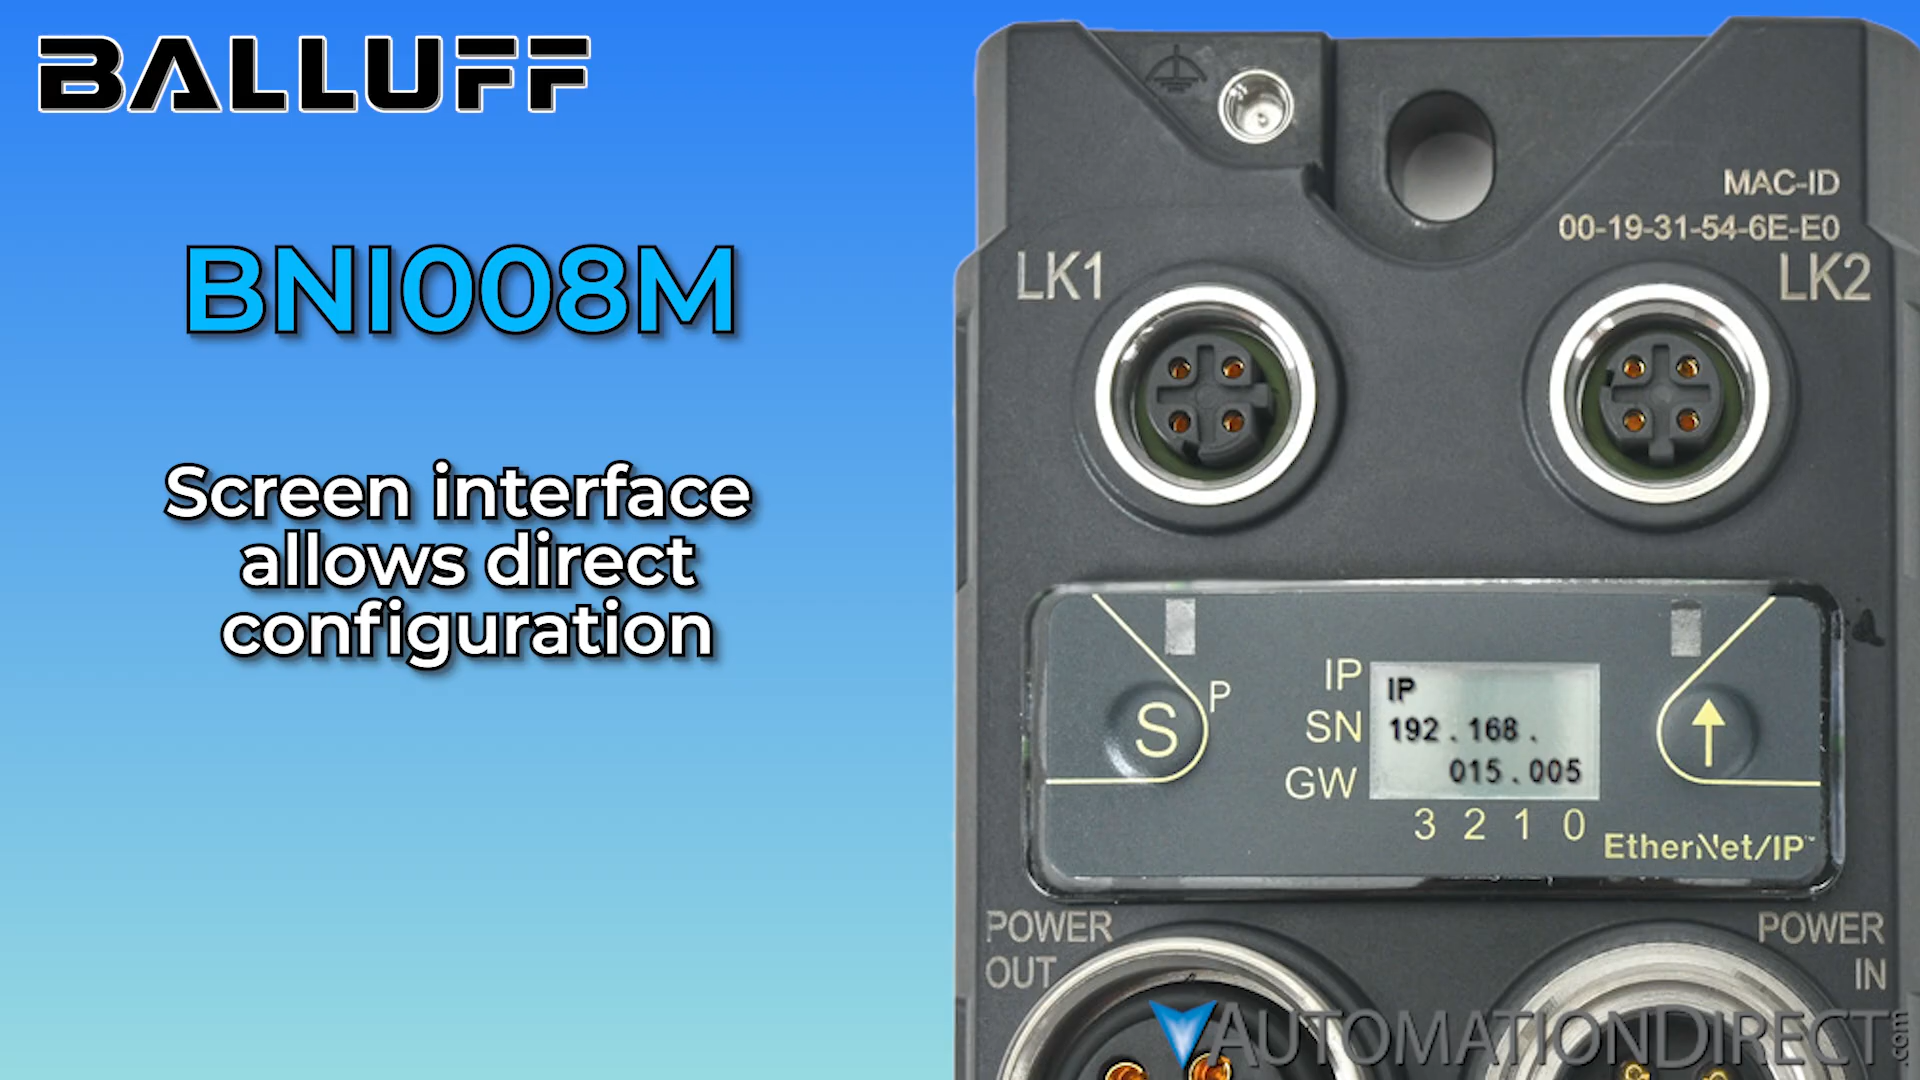 BALLUFF
BNI008M
Screen interface
allows direct
configuration
MAC-ID
00-19-31-54-6E-E0
LK1
LK2
S
P
IP
SN
GW
IP
192.168.
015.005
3 2 1 0
EtherNet/IP™
POWER
OUT
POWER
IN
AUTOMATIONDIRECT.com